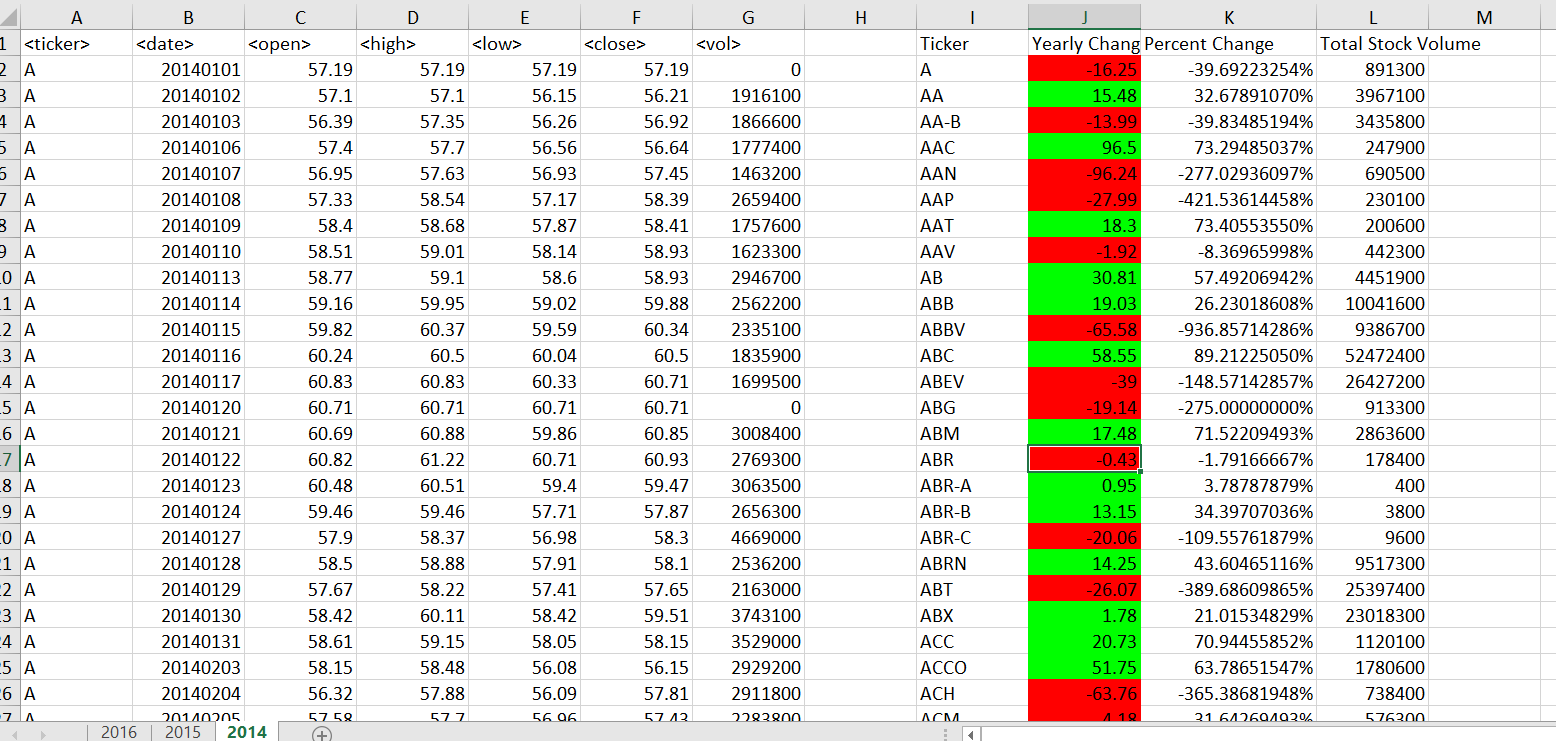 A B C D E F G H I J K L M
1 <ticker> <date> <open> <high> <low> <close> <vol> Ticker Yearly Chang Percent Change Total Stock Volume
2 A 20140101 57.19 57.19 57.19 57.19 0 A -16.25 -39.69223254% 891300
3 A 20140102 57.1 57.1 56.15 56.21 1916100 AA 15.48 32.67891070% 3967100
4 A 20140103 56.39 57.35 56.26 56.92 1866600 AA-B -13.99 -39.83485194% 3435800
5 A 20140106 57.4 57.7 56.56 56.64 1777400 AAC 96.5 73.29485037% 247900
6 A 20140107 56.95 57.63 56.93 57.45 1463200 AAN -96.24 -277.02936097% 690500
7 A 20140108 57.33 58.54 57.17 58.39 2659400 AAP -27.99 -421.53614458% 230100
8 A 20140109 58.4 58.68 57.87 58.41 1757600 AAT 18.3 73.40553550% 200600
9 A 20140110 58.51 59.01 58.14 58.93 1623300 AAV -1.92 -8.36965998% 442300
.0 A 20140113 58.77 59.1 58.6 58.93 2946700 AB 30.81 57.49206942% 4451900
.1 A 20140114 59.16 59.95 59.02 59.88 2562200 ABB 19.03 26.23018608% 10041600
.2 A 20140115 59.82 60.37 59.59 60.34 2335100 ABBV -65.58 -936.85714286% 9386700
.3 A 20140116 60.24 60.5 60.04 60.5 1835900 ABC 58.55 89.21225050% 52472400
.4 A 20140117 60.83 60.83 60.33 60.71 1699500 ABEV -39 -148.57142857% 26427200
.5 A 20140120 60.71 60.71 60.71 60.71 0 ABG -19.14 -275.00000000% 913300
.6 A 20140121 60.69 60.88 59.86 60.85 3008400 ABM 17.48 71.52209493% 2863600
.7 A 20140122 60.82 61.22 60.71 60.93 2769300 ABR -0.43 -1.79166667% 178400
.8 A 20140123 60.48 60.51 59.4 59.47 3063500 ABR-A 0.95 3.78787879% 400
.9 A 20140124 59.46 59.46 57.71 57.87 2656300 ABR-B 13.15 34.39707036% 3800
20 A 20140127 57.9 58.37 56.98 58.3 4669000 ABR-C -20.06 -109.55761879% 9600
21 A 20140128 58.5 58.88 57.91 58.1 2536200 ABRN 14.25 43.60465116% 9517300
22 A 20140129 57.67 58.22 57.41 57.65 2163000 ABT -26.07 -389.68609865% 25397400
23 A 20140130 58.42 60.11 58.42 59.51 3743100 ABX 1.78 21.01534829% 23018300
24 A 20140131 58.61 59.15 58.05 58.15 3529000 ACC 20.73 70.94455852% 1120100
25 A 20140203 58.15 58.48 56.08 56.15 2929200 ACCO 51.75 63.78651547% 1780600
26 A 20140204 56.32 57.88 56.09 57.81 2911800 ACH -63.76 -365.38681948% 738400
27 A 20140205 57.58 57.7 56.96 57.43 2283800 ACM 4.18 31.64269493% 576300
2016 2015 2014